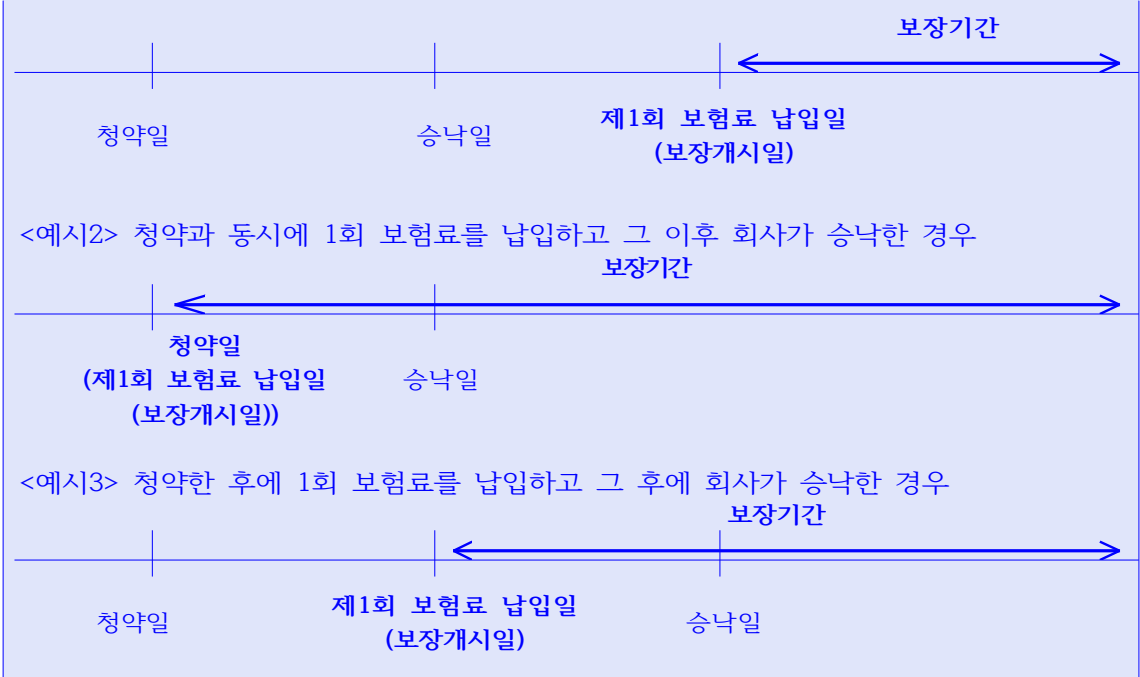 보장기간
청약일 승낙일 제1회 보험료 납입일
(보장개시일)
<예시2> 청약과 동시에 1회 보험료를 납입하고 그 이후 회사가 승낙한 경우
보장기간
청약일
(제1회 보험료 납입일 승낙일
(보장개시일))
<예시3> 청약한 후에 1회 보험료를 납입하고 그 후에 회사가 승낙한 경우
보장기간
청약일 제1회 보험료 납입일 승낙일
(보장개시일)